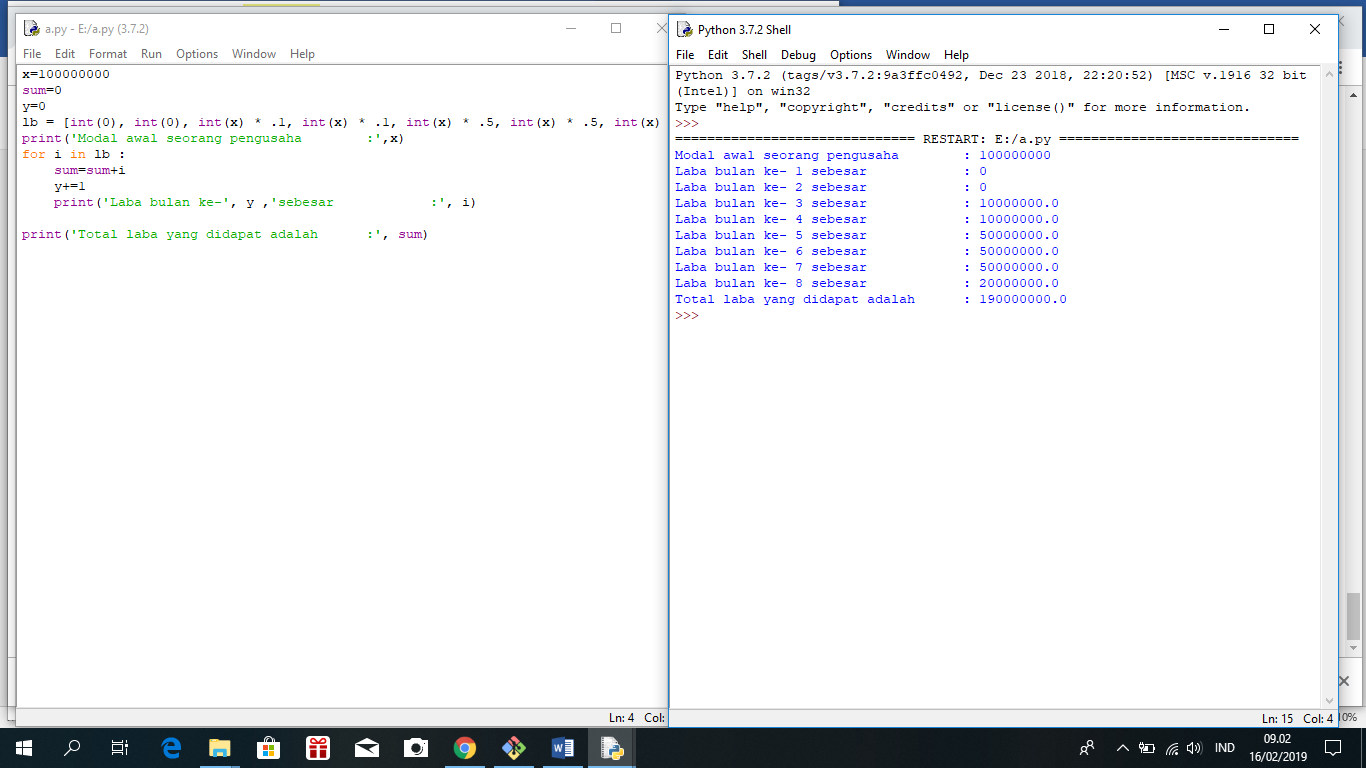 a.py - E:/a.py (3.7.2)
File Edit Format Run Options Window Help
x=100000000
sum=0
y=0
lb = [int(0), int(0), int(x) * .1, int(x) * .1, int(x) * .5, int(x) * .5, int(x)
print('Modal awal seorang pengusaha        :',x)
for i in lb :
    sum=sum+i
    y+=1
    print('Laba bulan ke-', y ,'sebesar            :', i)
print('Total laba yang didapat adalah      :', sum)
Ln: 4 Col:
Python 3.7.2 Shell
File Edit Shell Debug Options Window Help
Python 3.7.2 (tags/v3.7.2:9a3ffc0492, Dec 23 2018, 22:20:52) [MSC v.1916 32 bit
(Intel)] on win32
Type "help", "copyright", "credits" or "license()" for more information.
>>>
============================== RESTART: E:/a.py ==============================
Modal awal seorang pengusaha        : 100000000
Laba bulan ke- 1 sebesar            : 0
Laba bulan ke- 2 sebesar            : 0
Laba bulan ke- 3 sebesar            : 10000000.0
Laba bulan ke- 4 sebesar            : 10000000.0
Laba bulan ke- 5 sebesar            : 50000000.0
Laba bulan ke- 6 sebesar            : 50000000.0
Laba bulan ke- 7 sebesar            : 50000000.0
Laba bulan ke- 8 sebesar            : 20000000.0
Total laba yang didapat adalah      : 190000000.0
>>>
Ln: 15 Col: 4
IND
09.02
16/02/2019